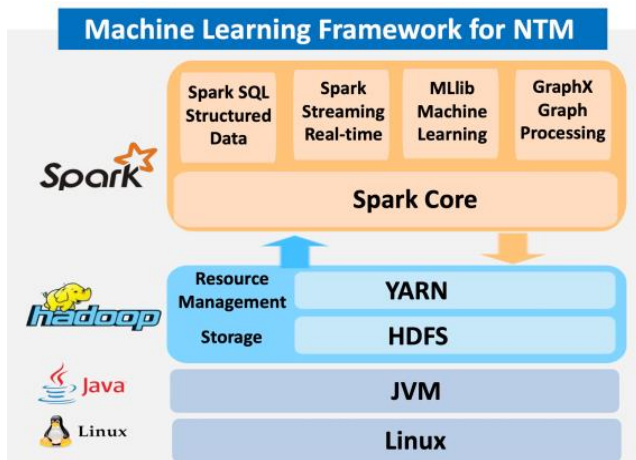 Machine Learning Framework for NTM
Spark SQL
Structured
Data
Spark
Streaming
Real-time
MLlib
Machine
Learning
GraphX
Graph
Processing
Spark
Spark Core
Resource
Management
YARN
hadoop
Storage
HDFS
Java
JVM
Linux
Linux